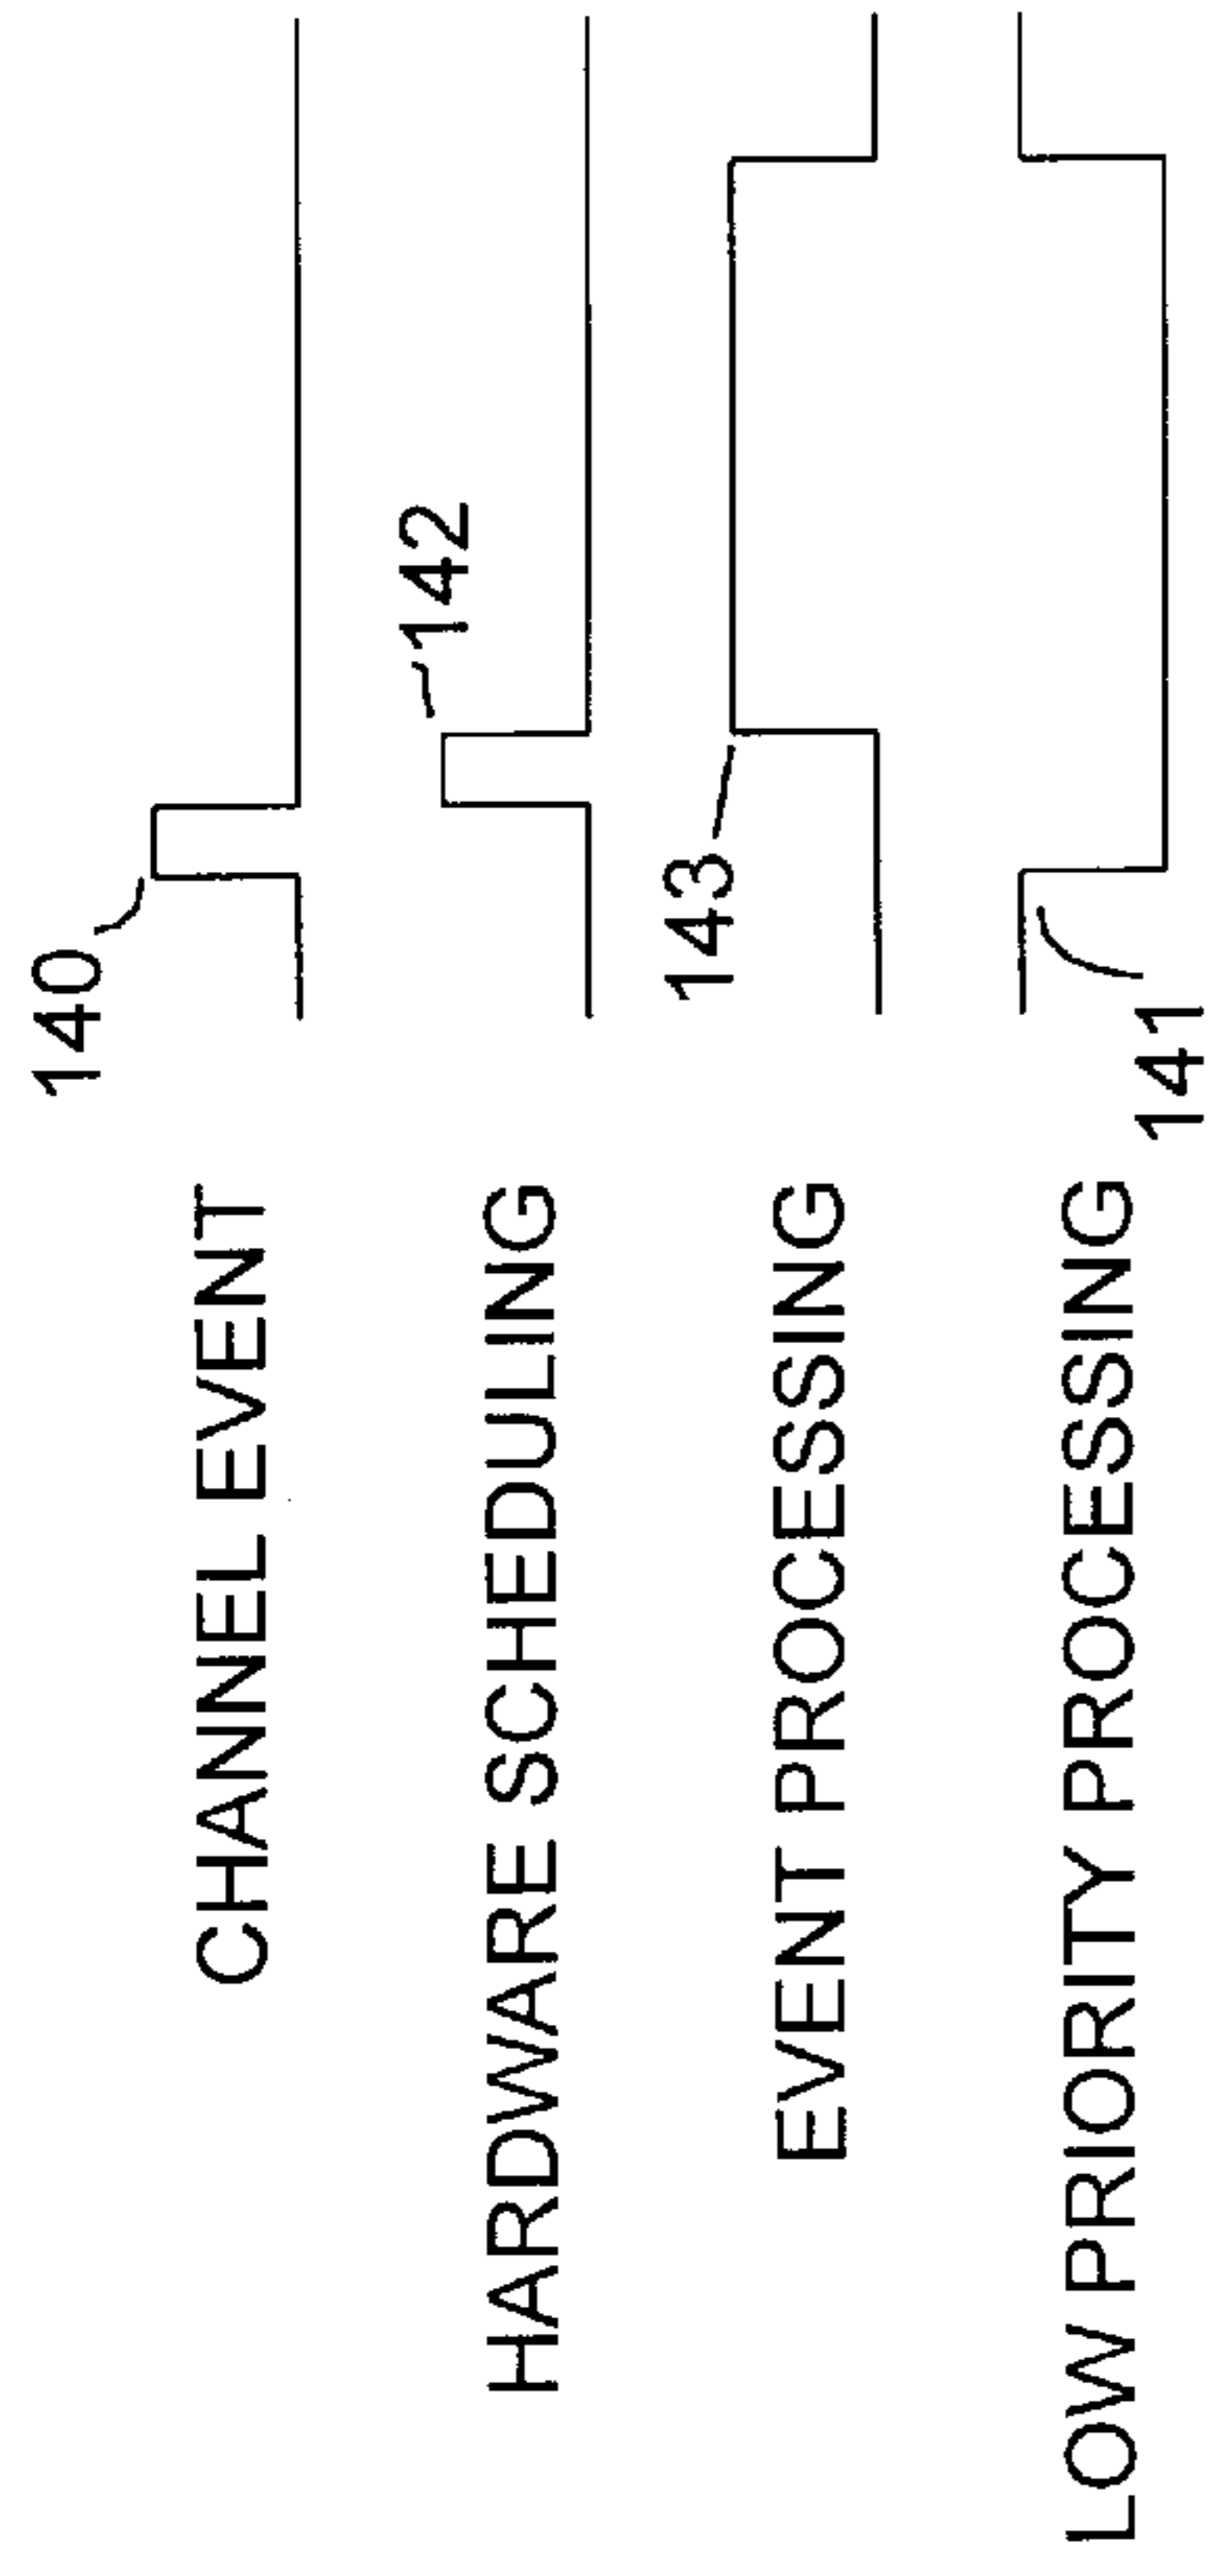 140
CHANNEL EVENT
142
HARDWARE SCHEDULING
143
EVENT PROCESSING
LOW PRIORITY PROCESSING
141